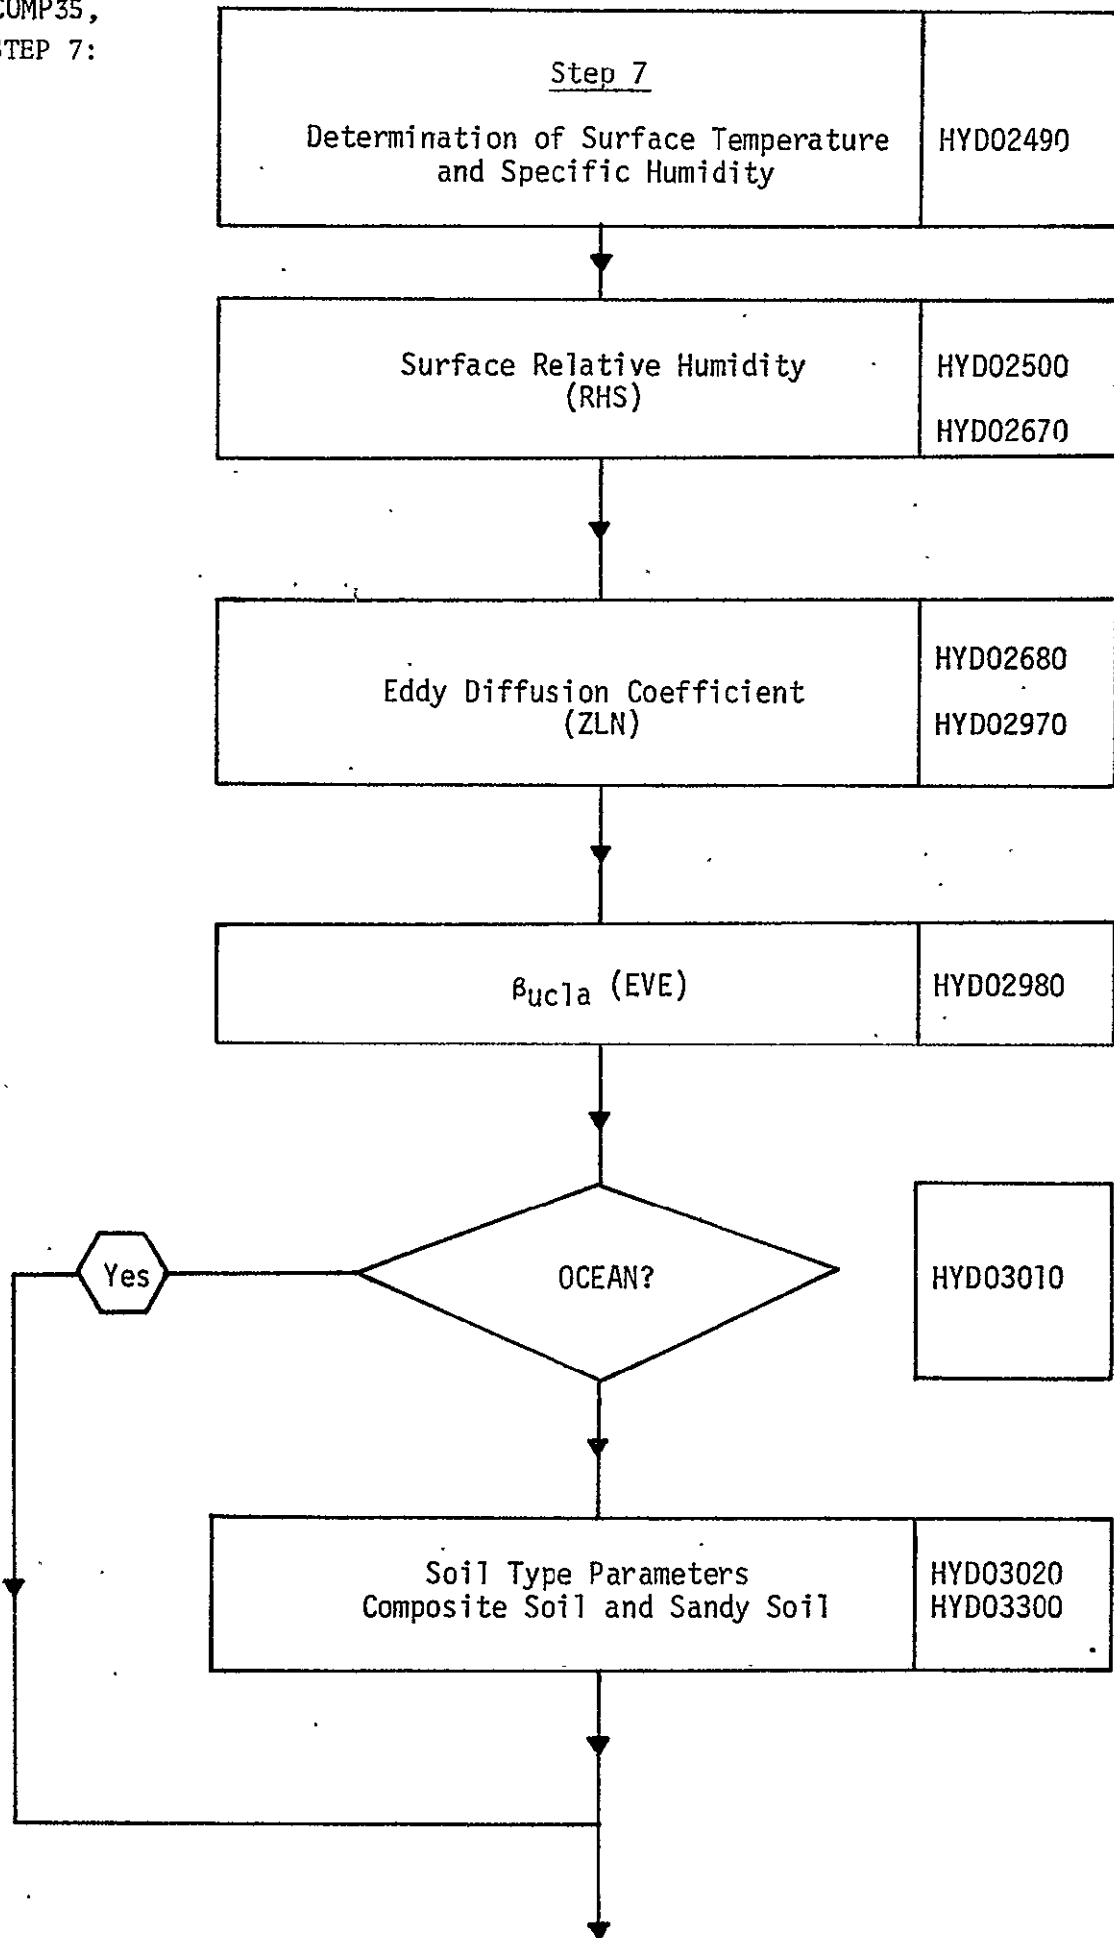 COMP35,
STEP 7:
Step 7
Determination of Surface Temperature
and Specific Humidity
HYD02490
Surface Relative Humidity
(RHS)
HYD02500
HYD02670
Eddy Diffusion Coefficient
(ZLN)
HYD02680
HYD02970
βucla (EVE)
HYD02980
Yes
OCEAN?
HYD03010
Soil Type Parameters
Composite Soil and Sandy Soil
HYD03020
HYD03300